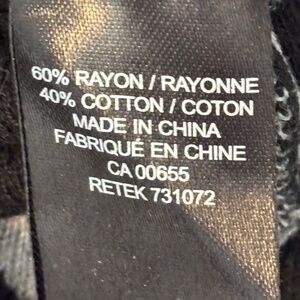 60% RAYON / RAYONNE
40% COTTON / COTON
MADE IN CHINA
FABRIQUÉ EN CHINE
CA 00655
RETEK 731072